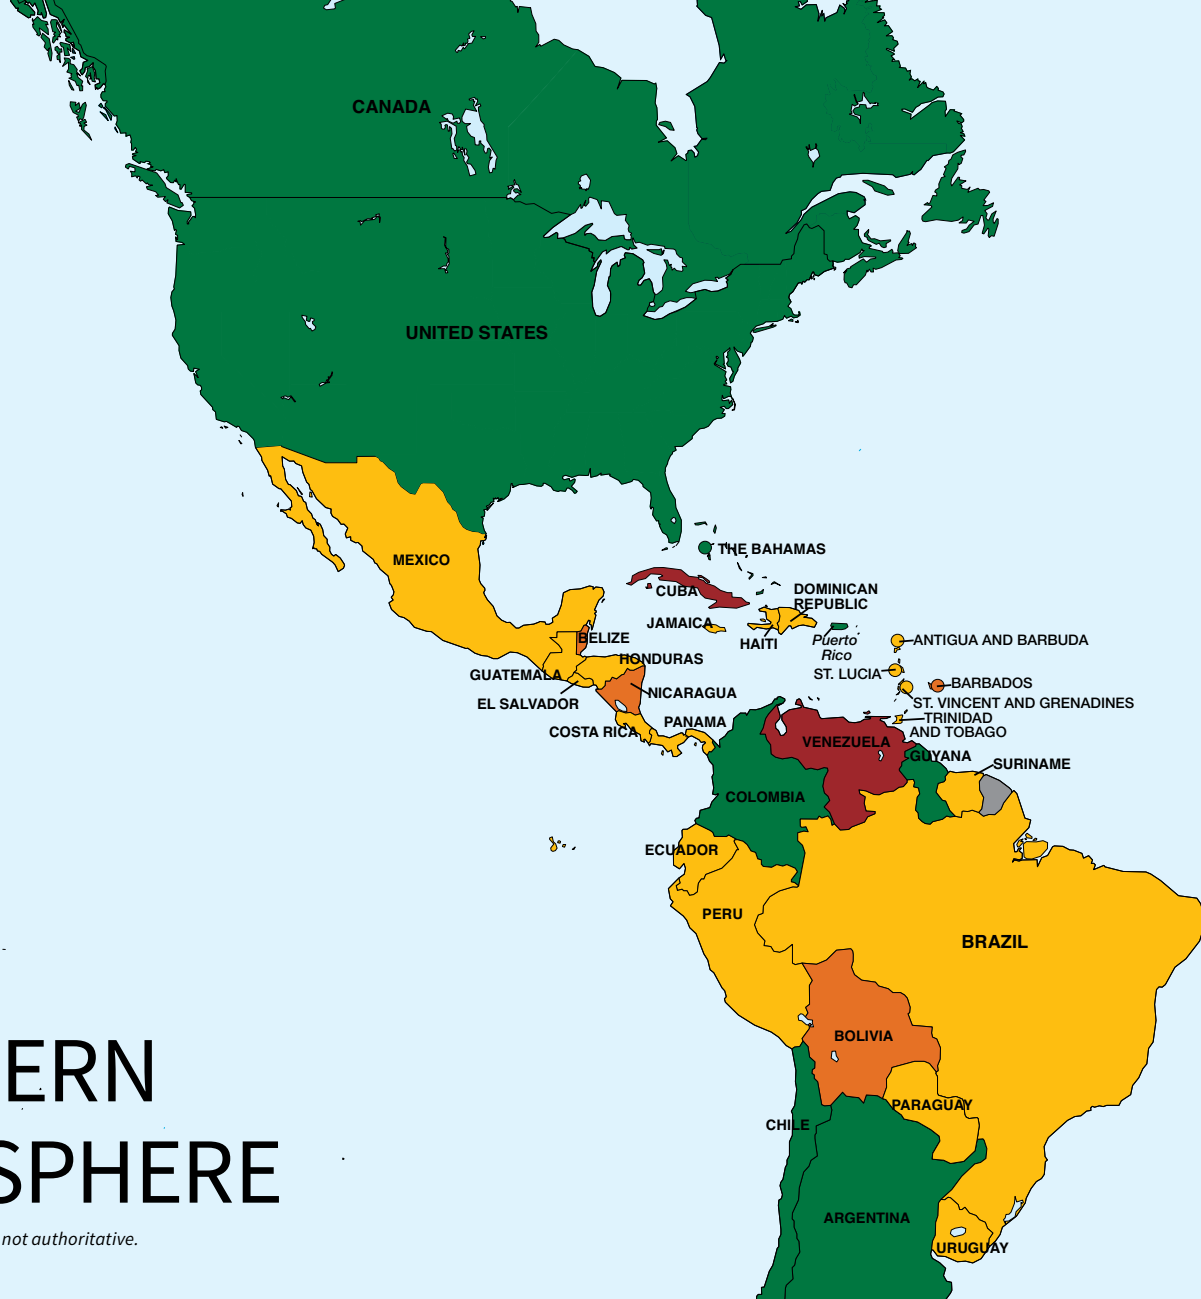 CANADA
UNITED STATES
MEXICO
THE BAHAMAS
CUBA
DOMINICAN
REPUBLIC
JAMAICA
HAITI
Puerto
Rico
BELIZE
ANTIGUA AND BARBUDA
HONDURAS
GUATEMALA
ST. LUCIA
BARBADOS
NICARAGUA
EL SALVADOR
ST. VINCENT AND GRENADINES
COSTA RICA
PANAMA
TRINIDAD
AND TOBAGO
VENEZUELA
GUYANA
SURINAME
COLOMBIA
ECUADOR
PERU
BRAZIL
BOLIVIA
PARAGUAY
CHILE
ARGENTINA
URUGUAY
ERN
SPHERE
not authoritative.